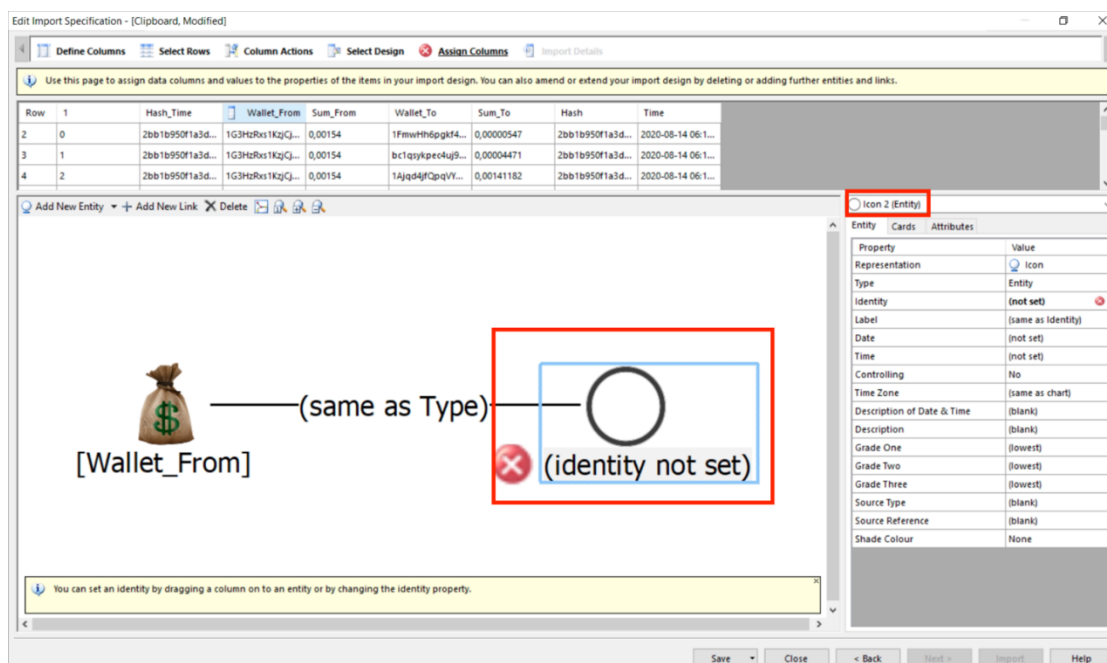 Edit Import Specification - [Clipboard, Modified]
Define Columns Select Rows Column Actions Select Design Assign Columns Import Details
Use this page to assign data columns and values to the properties of the items in your import design. You can also amend or extend your import design by deleting or adding further entities and links.
Row 1 Hash_Time Wallet_From Sum_From Wallet_To Sum_To Hash Time
2 0 2bb1b950f1a3d... 1G3HzRxs1KzjCj... 0,00154 1FmwHh6pgkf4... 0,00000547 2bb1b950f1a3d... 2020-08-14 06:1...
3 1 2bb1b950f1a3d... 1G3HzRxs1KzjCj... 0,00154 bc1qsykpec4uj9... 0,00004471 2bb1b950f1a3d... 2020-08-14 06:1...
4 2 2bb1b950f1a3d... 1G3HzRxs1KzjCj... 0,00154 1Ajqd4jfQpqVY... 0,00141182 2bb1b950f1a3d... 2020-08-14 06:1...
Add New Entity Add New Link Delete
[Wallet_From]
(same as Type)
(identity not set)
You can set an identity by dragging a column on to an entity or by changing the identity property.
Icon 2 (Entity)
Entity Cards Attributes
Property Value
Representation Icon
Type Entity
Identity (not set)
Label (same as Identity)
Date (not set)
Time (not set)
Controlling No
Time Zone (same as chart)
Description of Date & Time (blank)
Description (blank)
Grade One (lowest)
Grade Two (lowest)
Grade Three (lowest)
Source Type (blank)
Source Reference (blank)
Shade Colour None
Save Close < Back Next > Import Help